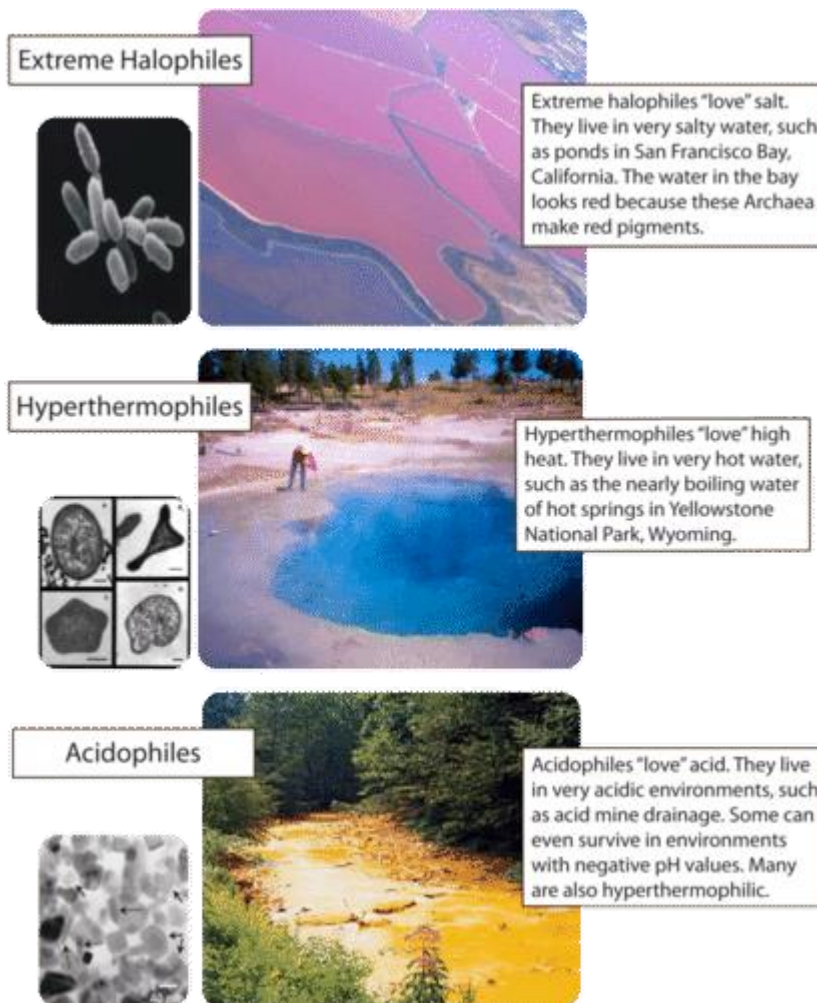 Extreme Halophiles
Extreme halophiles “love” salt.
They live in very salty water, such
as ponds in San Francisco Bay,
California. The water in the bay
looks red because these Archaea
make red pigments.
Hyperthermophiles
Hyperthermophiles “love” high
heat. They live in very hot water,
such as the nearly boiling water
of hot springs in Yellowstone
National Park, Wyoming.
Acidophiles
Acidophiles “love” acid. They live
in very acidic environments, such
as acid mine drainage. Some can
even survive in environments
with negative pH values. Many
are also hyperthermophilic.